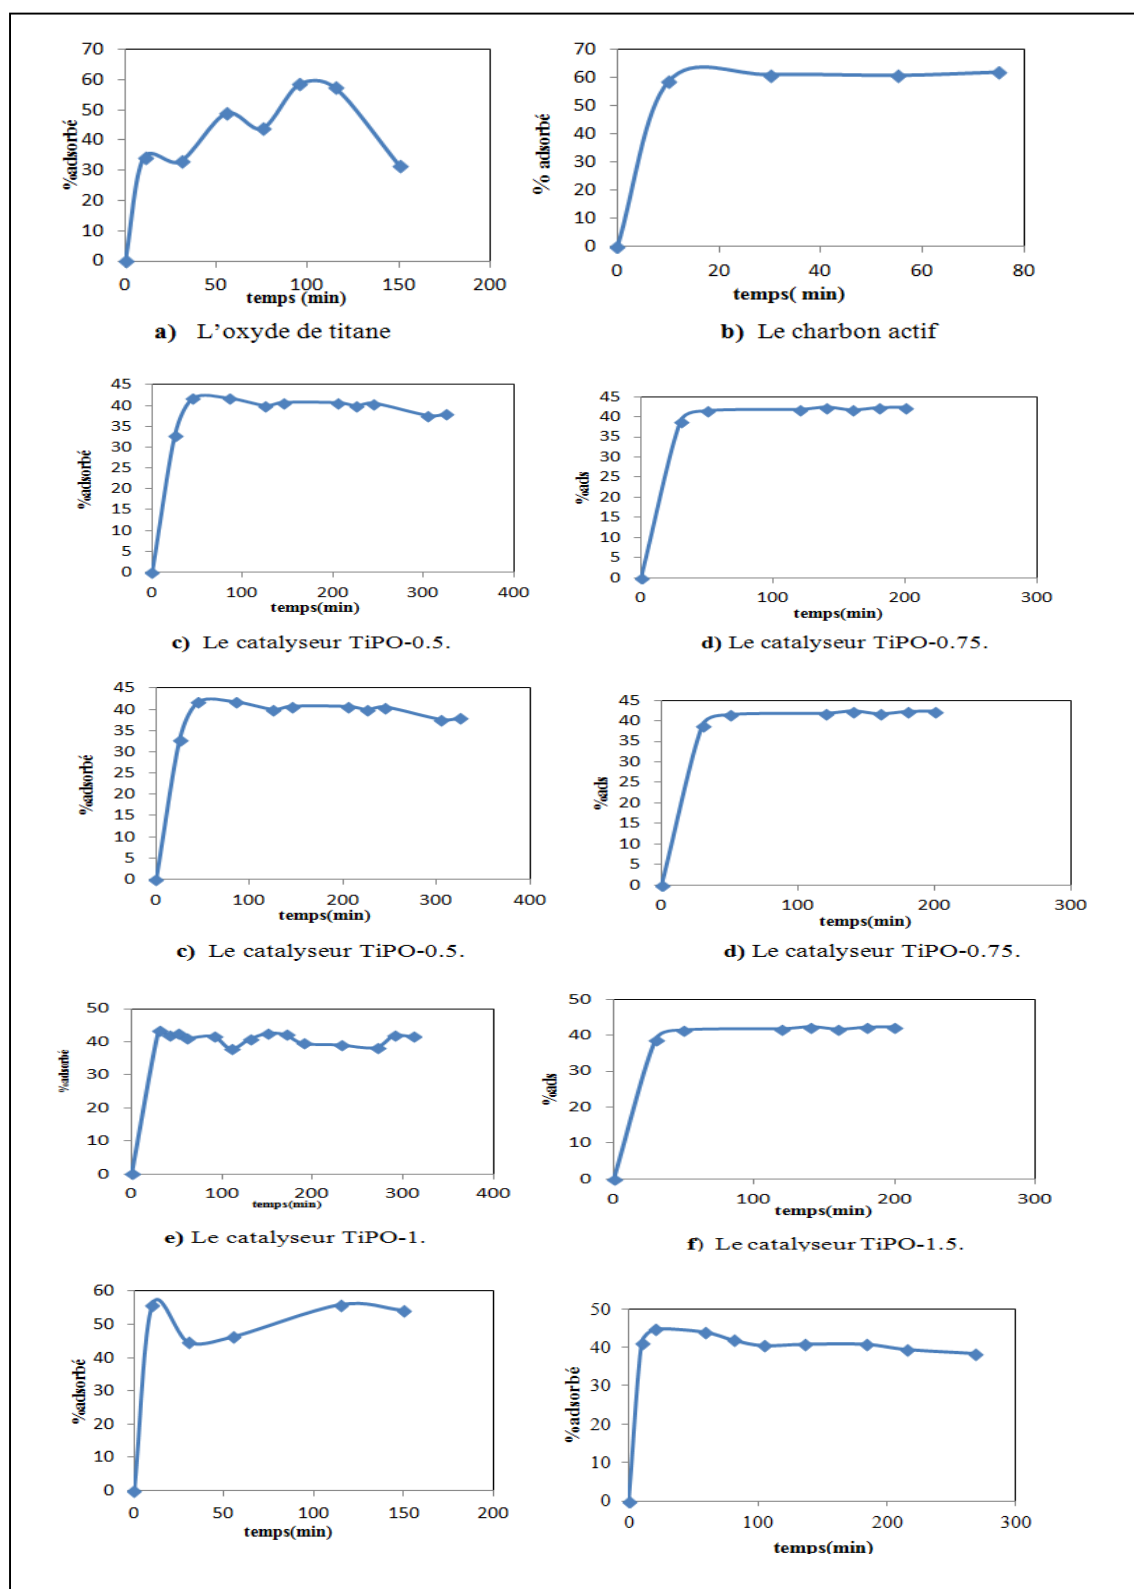 70
60
50
40
30
20
10
0
%adsorbé
0 50 100 150 200
temps (min)
a) L'oxyde de titane
70
60
50
40
30
20
10
0
% adsorbé
0 20 40 60 80
temps( min)
b) Le charbon actif
45
40
35
30
25
20
15
10
5
0
%adsorbé
0 100 200 300 400
temps(min)
c) Le catalyseur TiPO-0.5.
45
40
35
30
25
20
15
10
5
0
%ads
0 100 200 300
temps(min)
d) Le catalyseur TiPO-0.75.
45
40
35
30
25
20
15
10
5
0
%adsorbé
0 100 200 300 400
temps(min)
c) Le catalyseur TiPO-0.5.
45
40
35
30
25
20
15
10
5
0
%ads
0 100 200 300
temps(min)
d) Le catalyseur TiPO-0.75.
50
40
30
20
10
0
%adsorbé
0 100 200 300 400
temps(min)
e) Le catalyseur TiPO-1.
50
40
30
20
10
0
%ads
0 100 200 300
temps(min)
f) Le catalyseur TiPO-1.5.
60
50
40
30
20
10
0
%adsorbé
0 50 100 150 200
temps(min)
50
40
30
20
10
0
%adsorbé
0 100 200 300
temps(min)